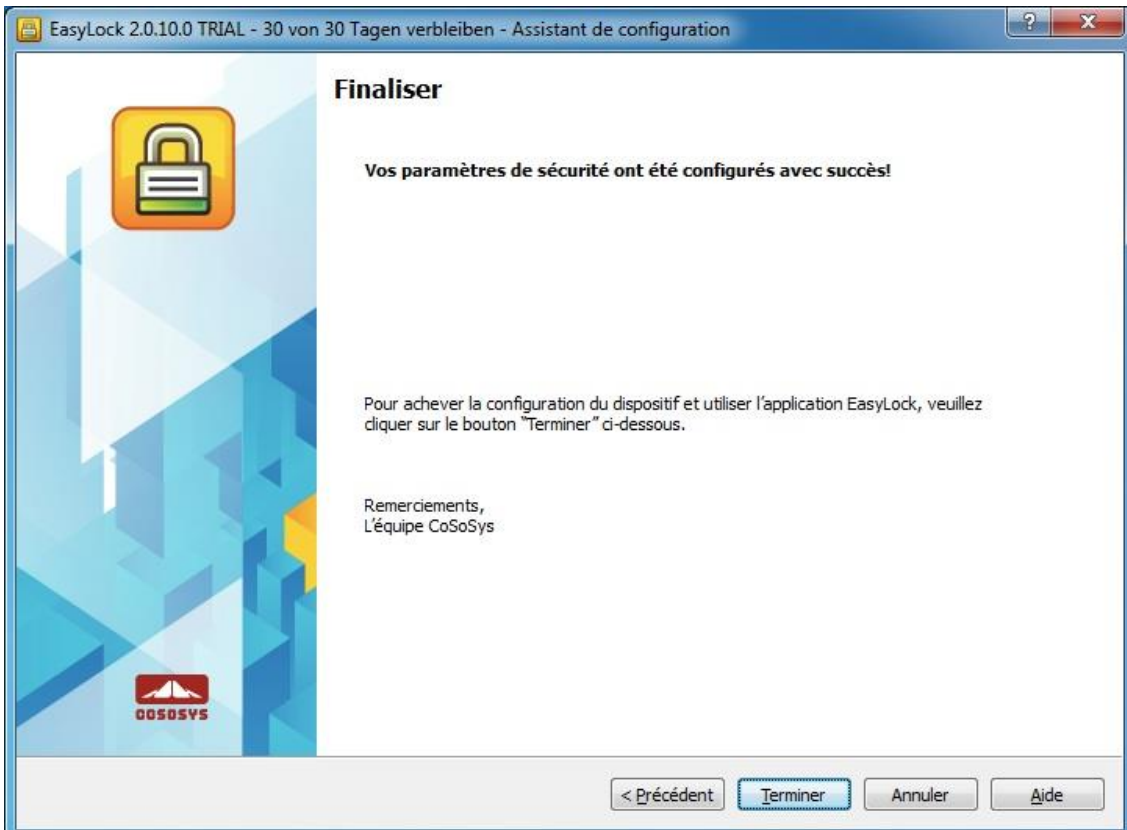 EasyLock 2.0.10.0 TRIAL - 30 von 30 Tagen verbleiben - Assistant de configuration
Finaliser
Vos paramètres de sécurité ont été configurés avec succès!
Pour achever la configuration du dispositif et utiliser l'application EasyLock, veuillez
cliquer sur le bouton "Terminer" ci-dessous.
Remerciements,
L'équipe CoSoSys
COSOSYS
< Précédent
Terminer
Annuler
Aide